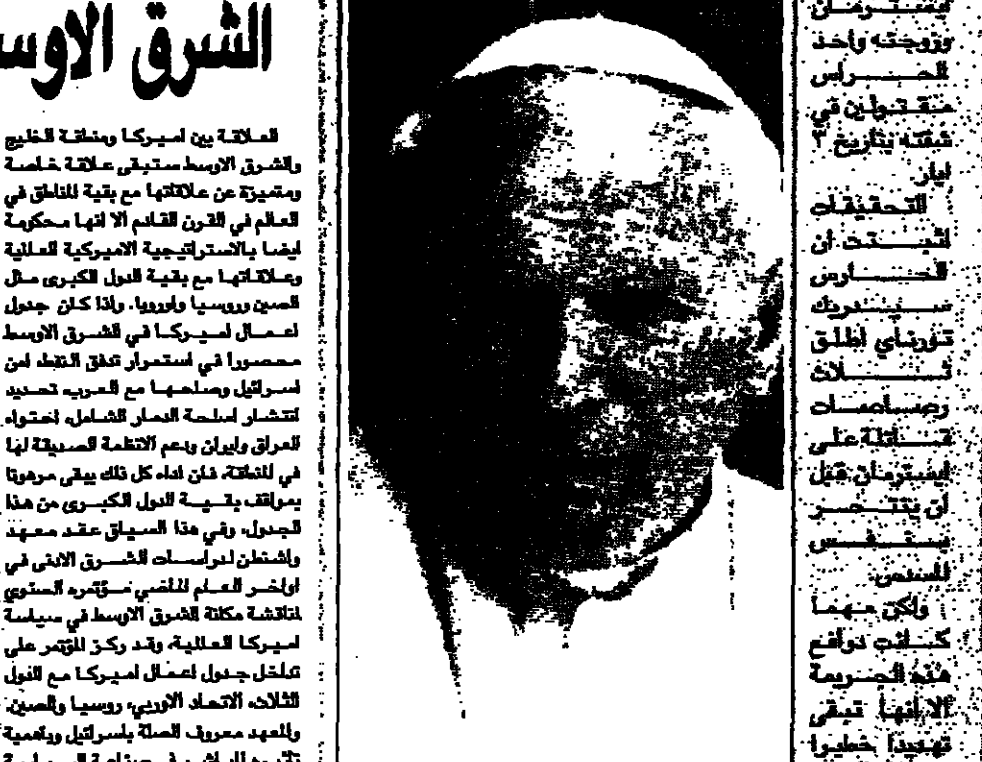 ايسترمان
وزوجته واحد
الحراس
مقتولين في
شقته بتاريخ ٤
ايار.
التحقيقات
اثبتت ان
الحارس
سيندريك
تورناي اطلق
ثلاث
رصاصات
قاتلة على
ايسترمان قبل
ان ينتحر
بنفس
المسدس.
ولكن مهما
كانت دوافع
هذه الجريمة
الا انها تبقى
تهديدا خطيرا
الشرق الاوس
العلاقة بين اميركا ومنطقة الخليج
والشرق الاوسط ستبقى علاقة خاصة
ومتميزة عن علاقاتها مع بقية المناطق في
العالم في القرن القادم الا انها محكومة
ايضا بالاستراتيجية الاميركية العالمية
وعلاقاتها مع بقية الدول الكبرى مثل
الصين وروسيا واوروبا. واذا كان جدول
اعمال اميركا في الشرق الاوسط
محصورا في استمرار تدفق النفط، امن
اسرائيل وصلحها مع العرب، تحديد
انتشار اسلحة الدمار الشامل، احتواء
العراق وايران ودعم الانظمة الصديقة لها
في المنطقة، فان اداء كل ذلك يبقى مرهونا
بمواقف بقية الدول الكبرى من هذا
الجدول، وفي هذا السياق عقد معهد
واشنطن لدراسات الشرق الادنى في
اواخر العام الماضي مؤتمره السنوي
لمناقشة مكانة الشرق الاوسط في سياسة
اميركا العالمية، وقد ركز المؤتمر على
تداخل جدول اعمال اميركا مع الدول
الثلاث، الاتحاد الاوربي، روسيا والصين.
والمعهد معروف الصلة باسرائيل وباهمية